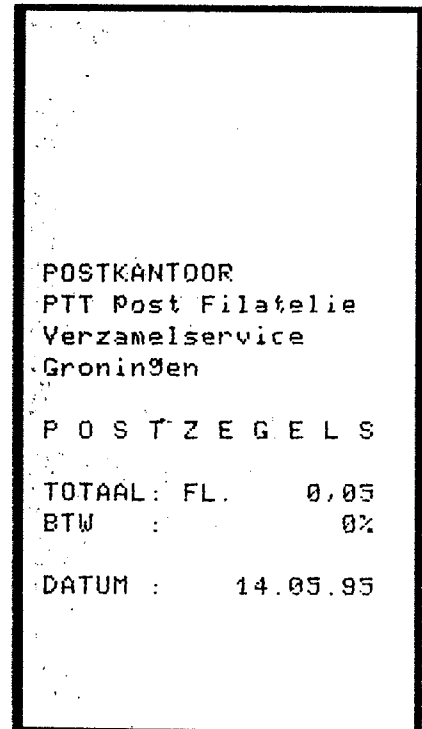 POSTKANTOOR
PTT Post Filatelie
Verzamelservice
Groningen
P O S T Z E G E L S
TOTAAL: FL. 0,05
BTW : 0%
DATUM : 14.05.95